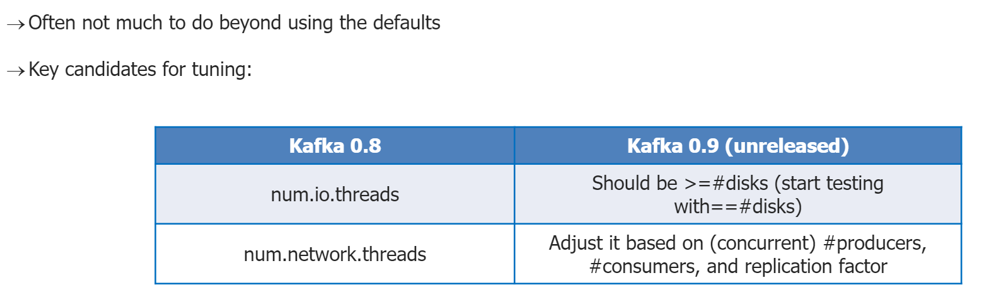 →Often not much to do beyond using the defaults
→Key candidates for tuning:
Kafka 0.8
Kafka 0.9 (unreleased)
num.io.threads
Should be >=#disks (start testing
with==#disks)
num.network.threads
Adjust it based on (concurrent) #producers,
#consumers, and replication factor